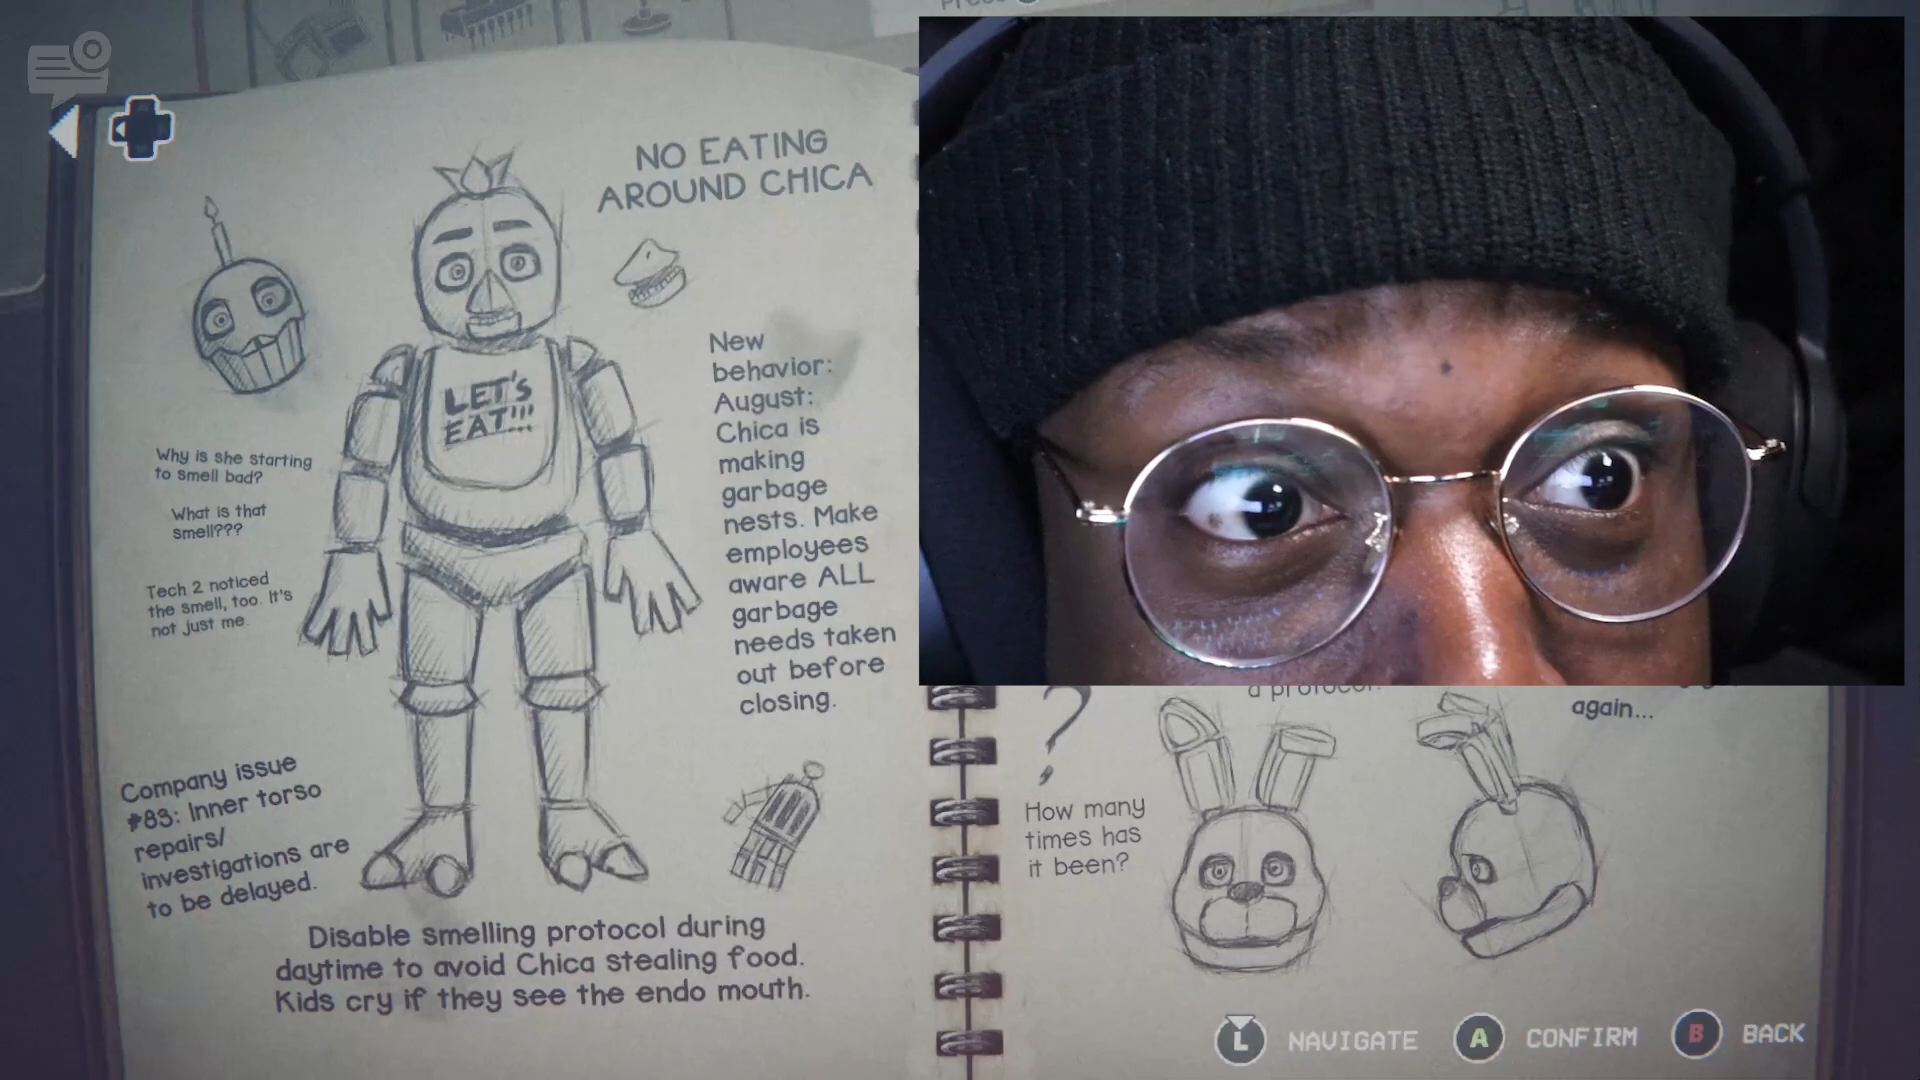 NO EATING
AROUND CHICA
LET'S
EAT!!!
Why is she starting
to smell bad?
What is that
smell???
Tech 2 noticed
the smell, too. It's
not just me.
New
behavior:
August:
Chica is
making
garbage
nests. Make
employees
aware ALL
garbage
needs taken
out before
closing.
Company issue
#83: Inner torso
repairs/
investigations are
to be delayed.
Disable smelling protocol during
daytime to avoid Chica stealing food.
Kids cry if they see the endo mouth.
a protocol.
again...
?
How many
times has
it been?
L NAVIGATE A CONFIRM B BACK